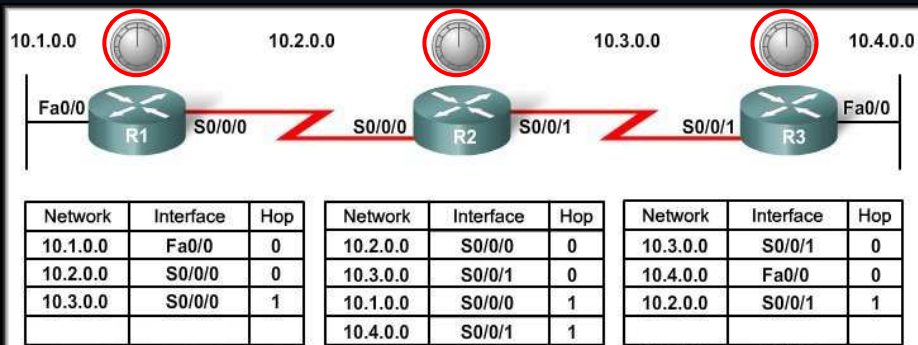 10.1.0.0 10.2.0.0 10.3.0.0 10.4.0.0
Fa0/0 R1 S0/0/0 S0/0/0 R2 S0/0/1 S0/0/1 R3 Fa0/0
Network Interface Hop
10.1.0.0 Fa0/0 0
10.2.0.0 S0/0/0 0
10.3.0.0 S0/0/0 1
Network Interface Hop
10.2.0.0 S0/0/0 0
10.3.0.0 S0/0/1 0
10.1.0.0 S0/0/0 1
10.4.0.0 S0/0/1 1
Network Interface Hop
10.3.0.0 S0/0/1 0
10.4.0.0 Fa0/0 0
10.2.0.0 S0/0/1 1